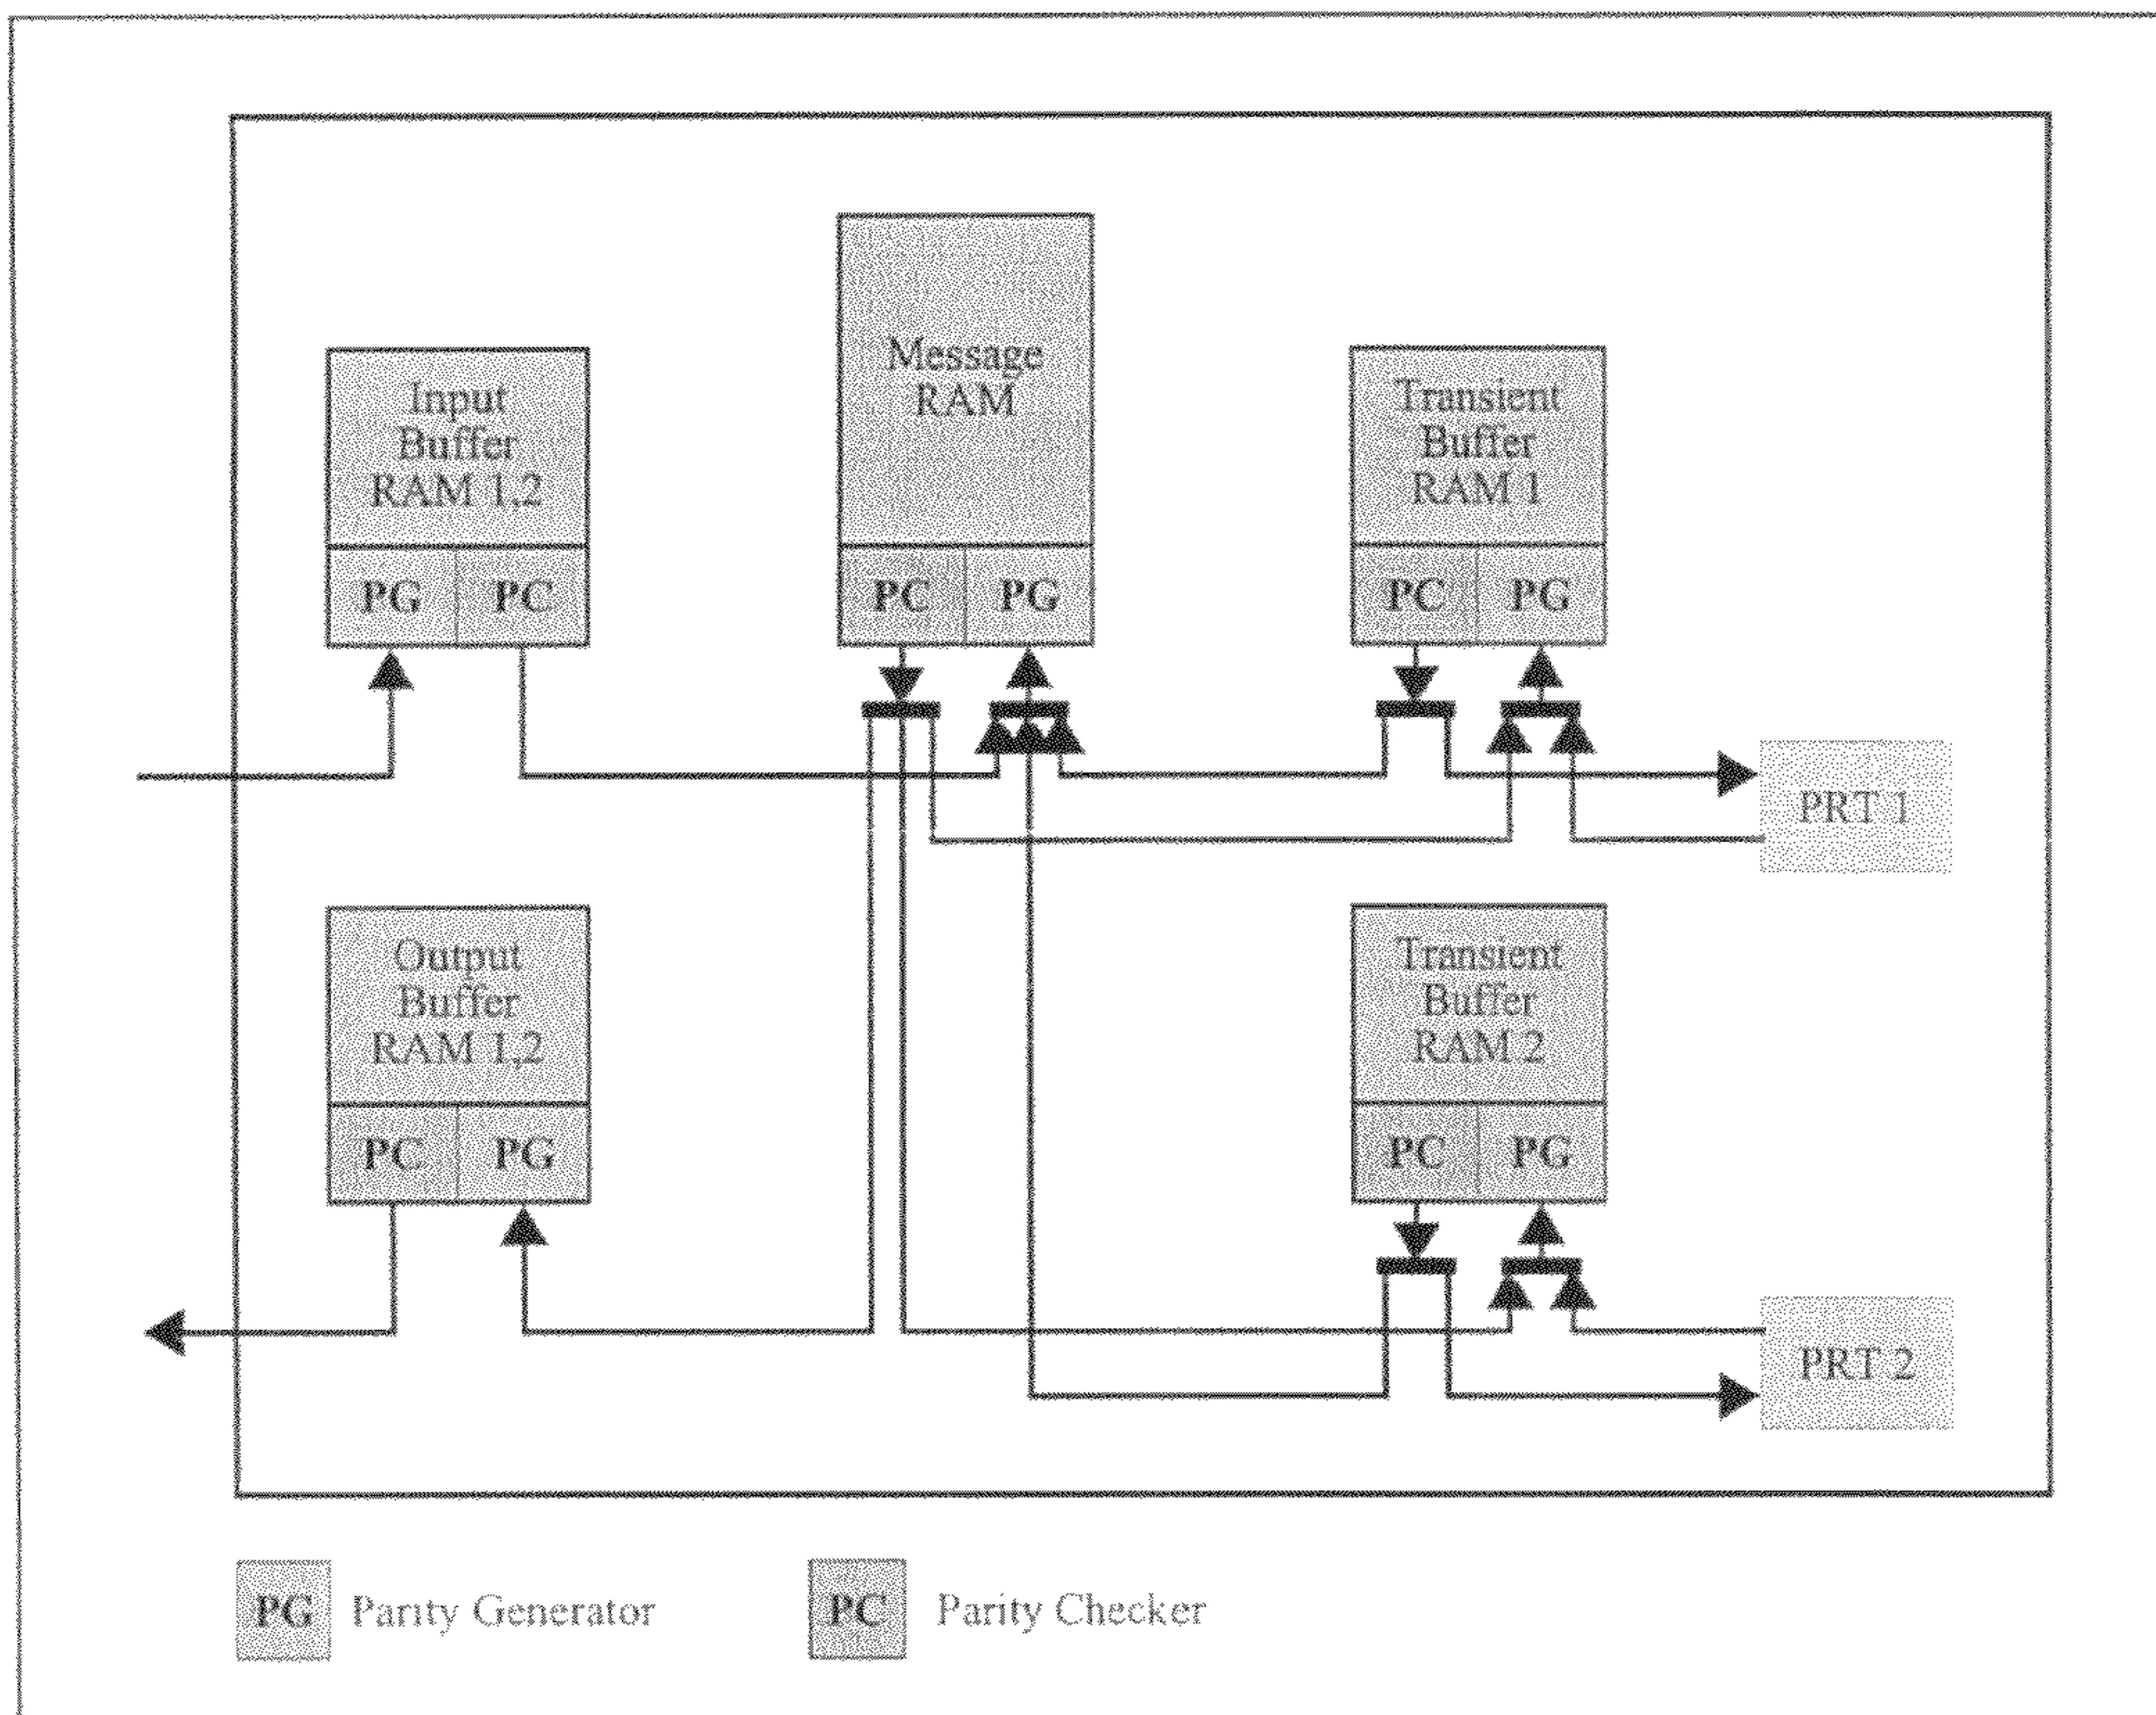 Message
RAM
PC PG
Input
Buffer
RAM 1,2
PG PC
Transient
Buffer
RAM 1
PC PG
PRT 1
Output
Buffer
RAM 1,2
PC PG
Transient
Buffer
RAM 2
PC PG
PRT 2
PG Parity Generator
PC Parity Checker